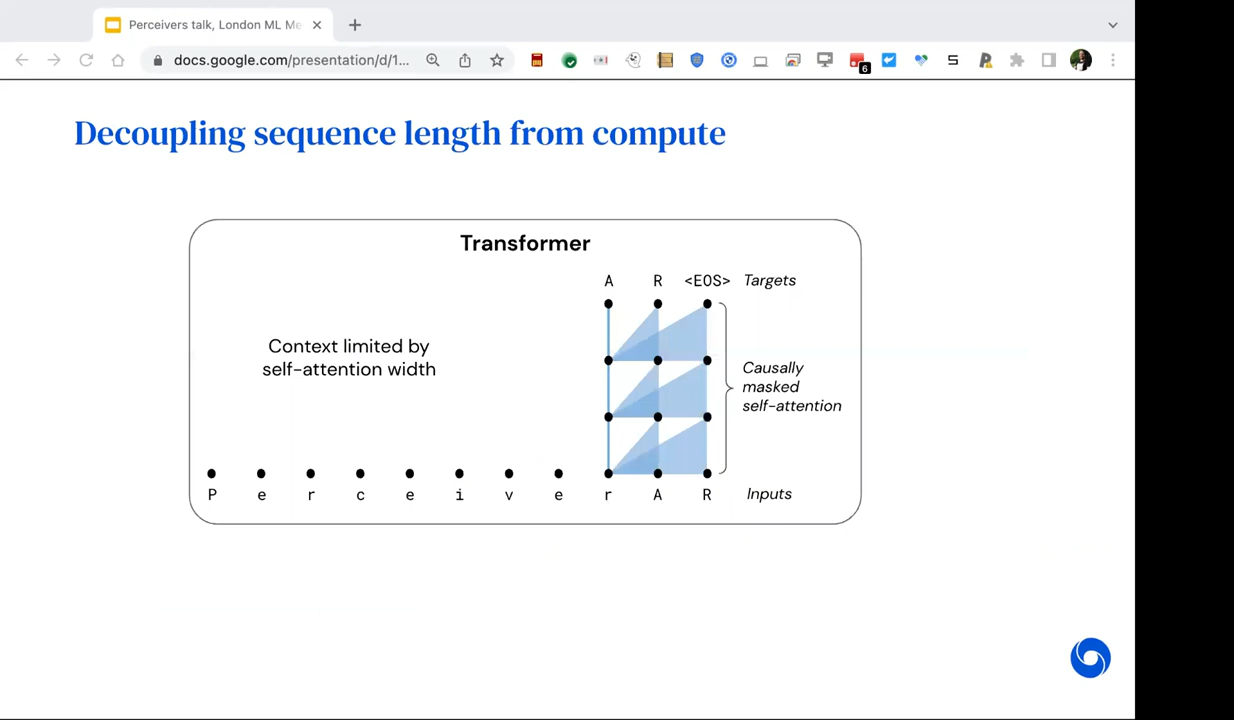 Perceivers talk, London ML Me
docs.google.com/presentation/d/1...
6
S
Decoupling sequence length from compute
Transformer
A R <EOS> Targets
Context limited by
self-attention width
Causally
masked
self-attention
P e r c e i v e r A R Inputs